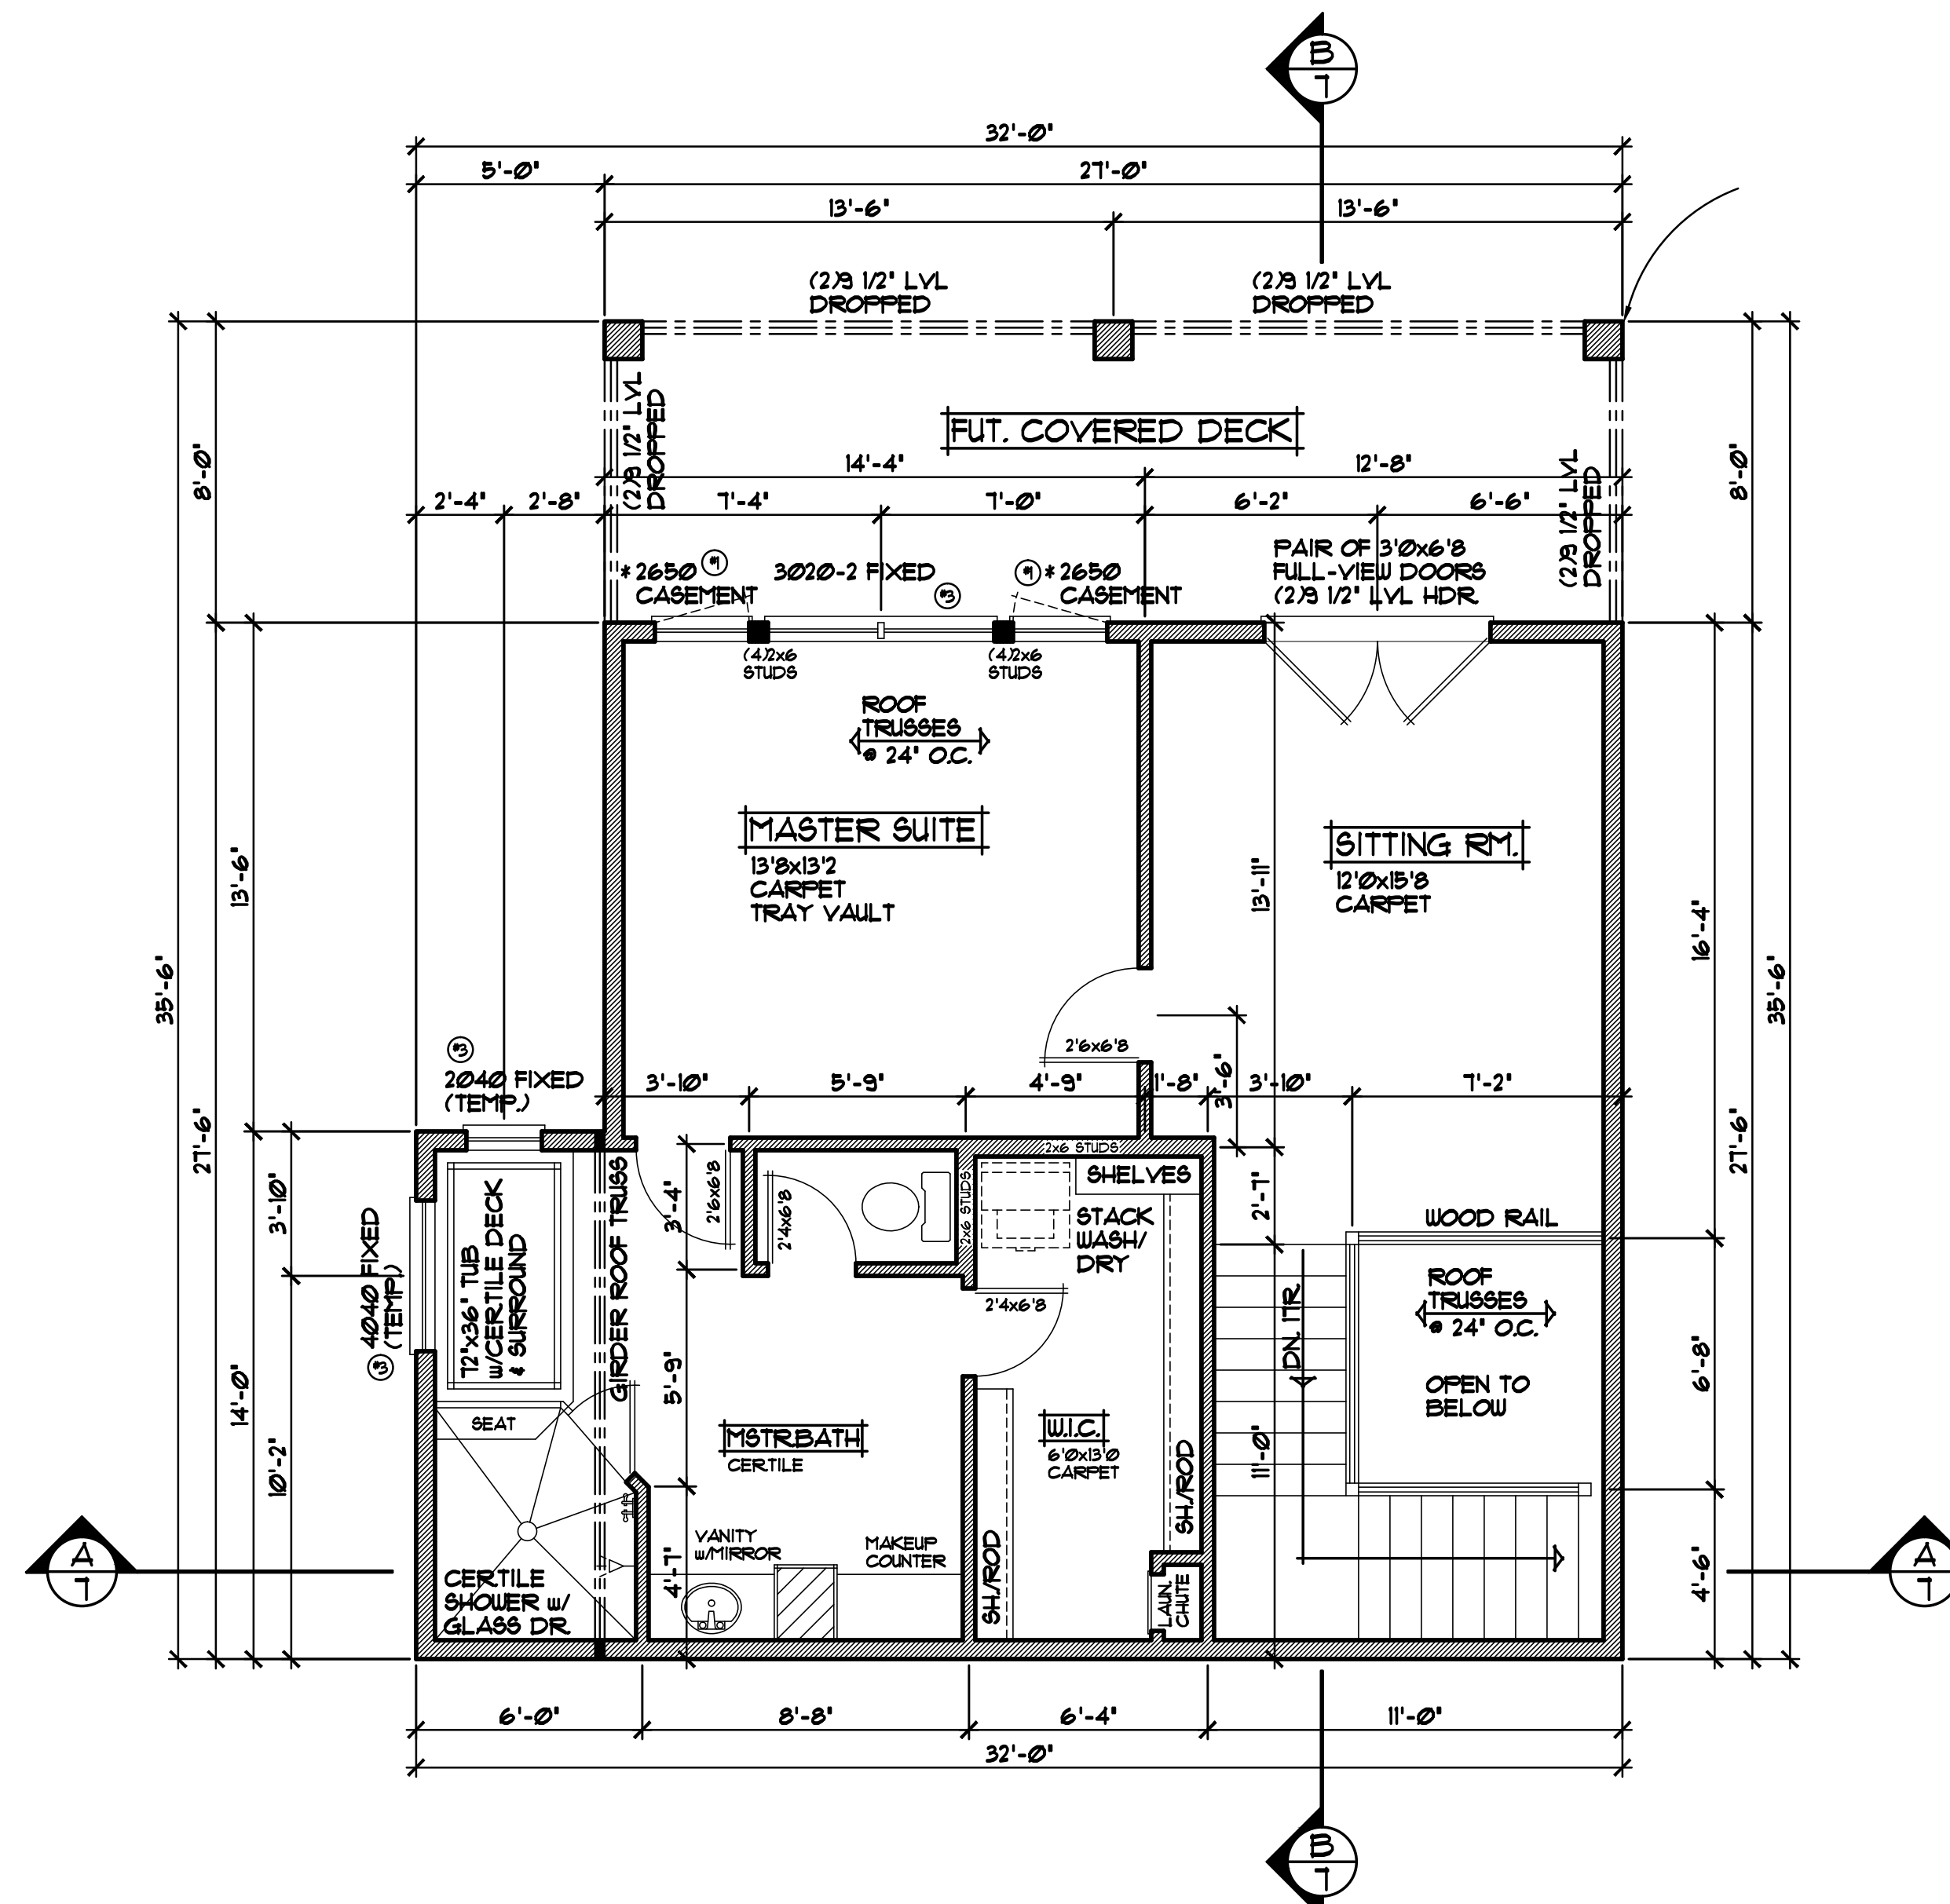 B
1
32'-0"
5'-0"
27'-0"
13'-6"
13'-6"
(2)9 1/2" LVL
DROPPED
(2)9 1/2" LVL
DROPPED
(2)9 1/2" LVL
DROPPED
FUT. COVERED DECK
(2)9 1/2" LVL
DROPPED
8'-0"
8'-0"
14'-4"
12'-8"
2'-4"
2'-8"
7'-4"
7'-0"
6'-2"
6'-6"
* 2650 #1
CASEMENT
3020-2 FIXED
#3
#1 * 2650
CASEMENT
PAIR OF 3'0x6'8
FULL-VIEW DOORS
(2)9 1/2" LVL HDR.
(4)2x6
STUDS
(4)2x6
STUDS
ROOF
TRUSSES
@ 24" O.C.
MASTER SUITE
13'8x13'2
CARPET
TRAY VAULT
SITTING RM.
12'0x15'8
CARPET
13'-6"
13'-11"
16'-4"
35'-6"
35'-6"
27'-6"
27'-6"
#3
2040 FIXED
(TEMP.)
2'6x6'8
3'-6"
3'-10"
5'-9"
4'-9"
1'-8"
3'-10"
7'-2"
2x6 STUDS
2x6 STUDS
SHELVES
STACK
WASH/
DRY
3'-10"
4040 FIXED
(TEMP.)
#3
72"x36" TUB
w/CERTILE DECK
& SURROUND
GIRDER ROOF TRUSS
3'-4"
2'6x6'8
2'4x6'8
2'4x6'8
2'-7"
WOOD RAIL
ROOF
TRUSSES
@ 24" O.C.
OPEN TO
BELOW
DN. 17R
6'-8"
14'-0"
10'-2"
5'-9"
SEAT
MSTR.BATH
CERTILE
W.I.C.
6'0x13'0
CARPET
11'-0"
SH/ROD
SH/ROD
VANITY
w/MIRROR
MAKEUP
COUNTER
4'-7"
LAUN.
CHUTE
4'-6"
CERTILE
SHOWER w/
GLASS DR.
A
1
A
1
6'-0"
8'-8"
6'-4"
11'-0"
32'-0"
B
1